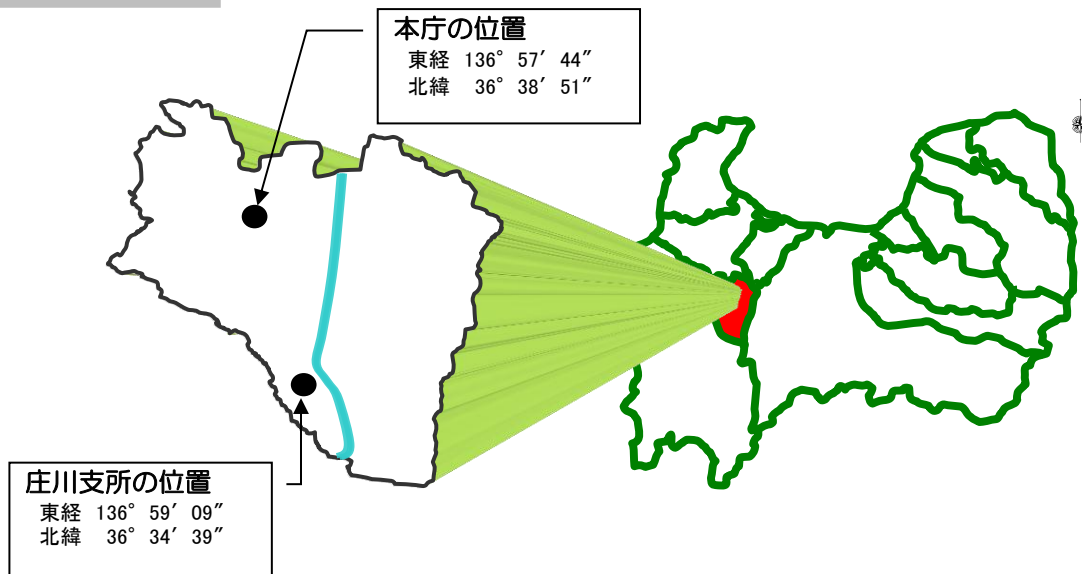 本庁の位置
東経 136° 57′ 44″
北緯 36° 38′ 51″
庄川支所の位置
東経 136° 59′ 09″
北緯 36° 34′ 39″